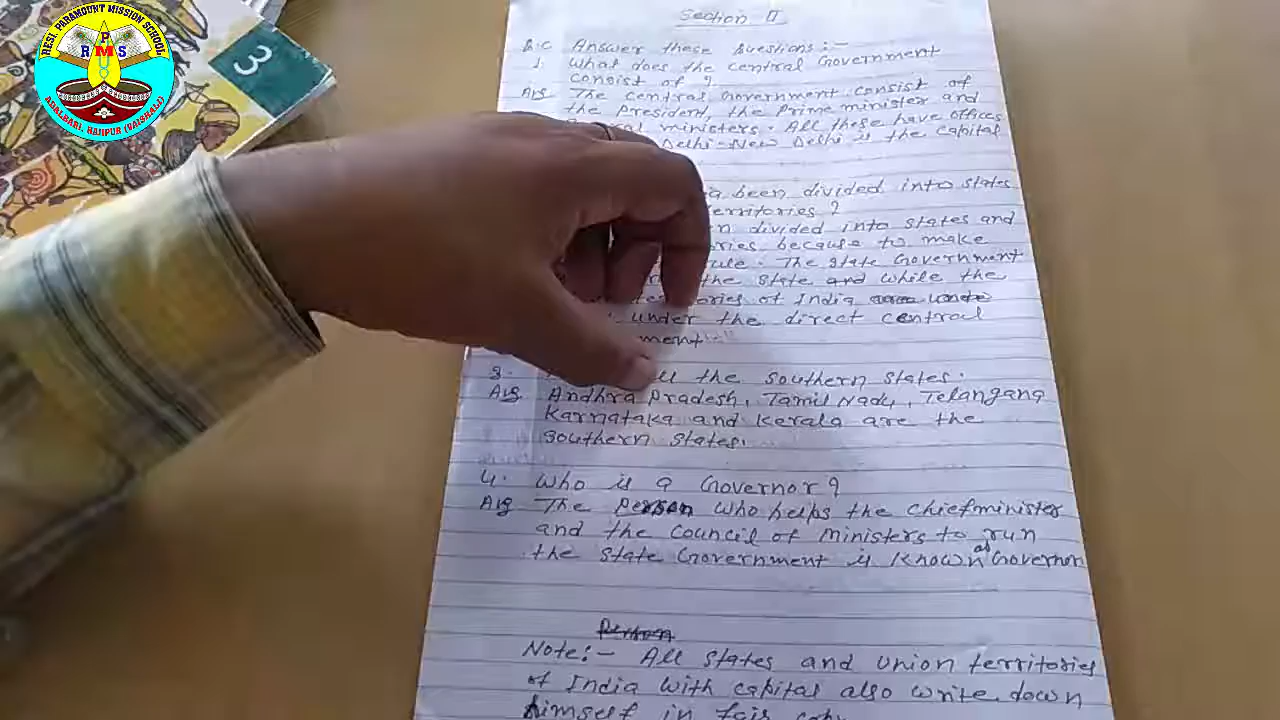 RESI PARAMOUNT MISSION SCHOOL
R P M S
ADALBARI, HAJIPUR (VAISHALI)
3
Section II
Q.C Answer these Questions:-
1. What does the central Government
consist of ?
Ans The central Government consist of
the President, the Prime minister and
ministers. All these have offices
Delhi-New Delhi is the capital
been divided into states
territories ?
divided into states and
because to make
rule. The state Government
the state and while the
of India
under the direct central
ment.
3. the southern states.
Ans Andhra Pradesh, Tamil Nadu, Telangana
Karnataka and Kerala are the
southern states.
4. Who is a Governor?
Ans The Person who helps the chiefminister
and the council of ministers to run
the state Government is known as Governor
Person
Note:- All states and union territories
of India with capital also write down
himself in fair copy